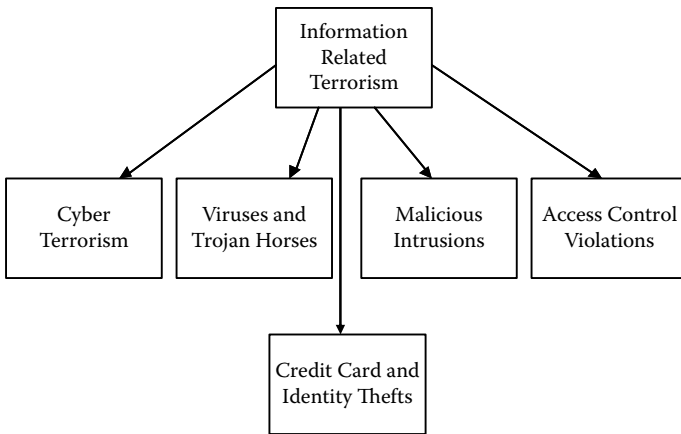 Information
Related
Terrorism
Cyber
Terrorism
Viruses and
Trojan Horses
Malicious
Intrusions
Access Control
Violations
Credit Card and
Identity Thefts